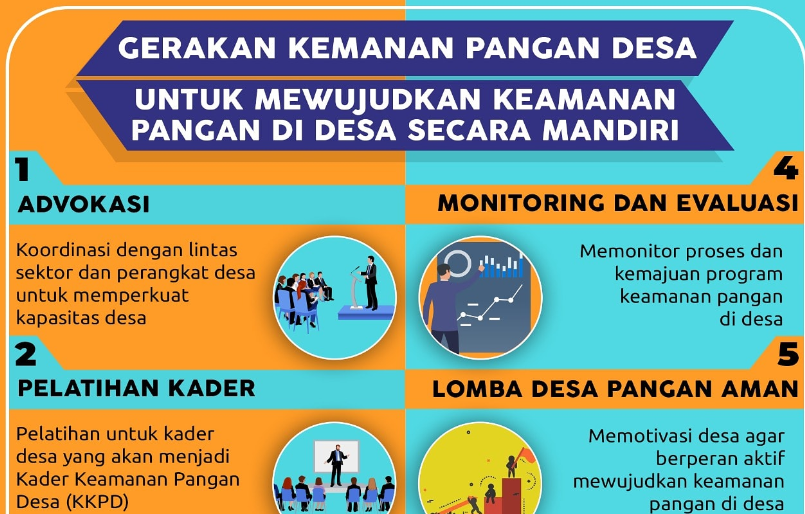 GERAKAN KEMANAN PANGAN DESA
UNTUK MEWUJUDKAN KEAMANAN
PANGAN DI DESA SECARA MANDIRI
1
ADVOKASI
Koordinasi dengan lintas
sektor dan perangkat desa
untuk memperkuat
kapasitas desa
2
PELATIHAN KADER
Pelatihan untuk kader
desa yang akan menjadi
Kader Keamanan Pangan
Desa (KKPD)
4
MONITORING DAN EVALUASI
Memonitor proses dan
kemajuan program
keamanan pangan
di desa
5
LOMBA DESA PANGAN AMAN
Memotivasi desa agar
berperan aktif
mewujudkan keamanan
pangan di desa